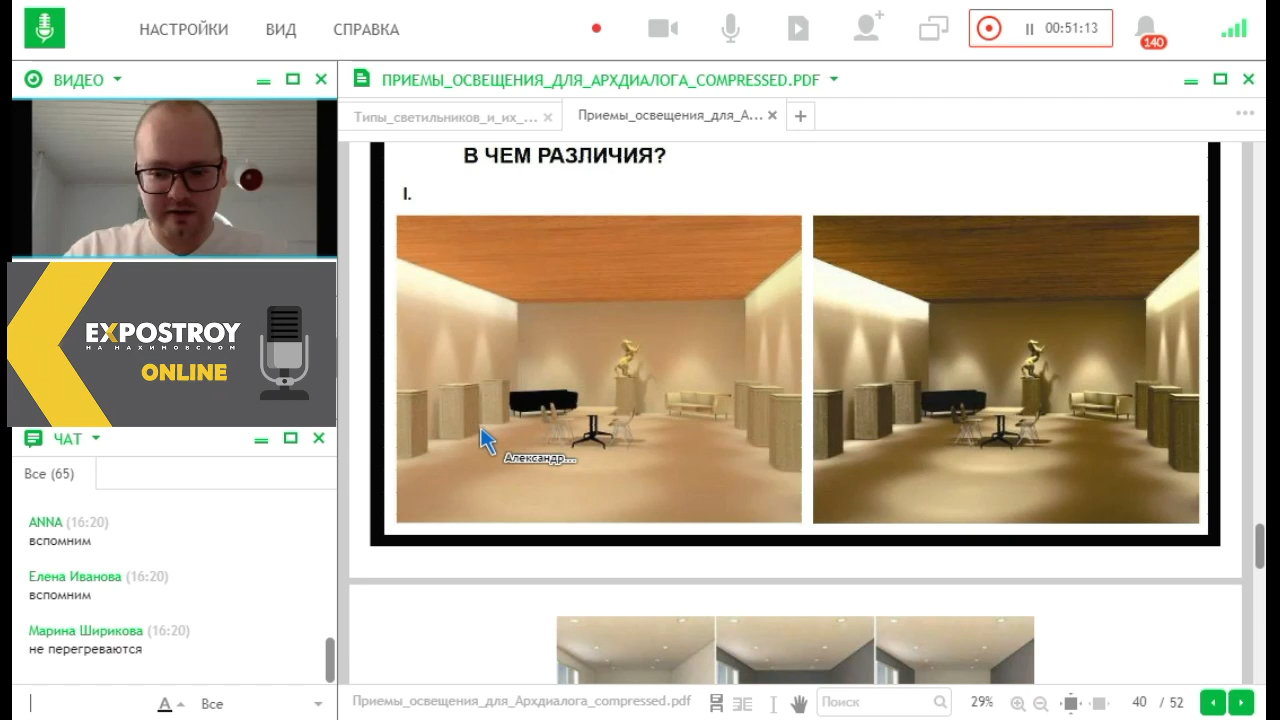 НАСТРОЙКИ ВИД СПРАВКА
00:51:13
140
ВИДЕО
ПРИЕМЫ_ОСВЕЩЕНИЯ_ДЛЯ_АРХДИАЛОГА_COMPRESSED.PDF
Типы_светильников_и_их_...
Приемы_освещения_для_А...
В ЧЕМ РАЗЛИЧИЯ?
I.
Александр...
EXPOSTROY
НА НАХИМОВСКОМ
ONLINE
ЧАТ
Все (65)
ANNA (16:20)
вспомним
Елена Иванова (16:20)
вспомним
Марина Ширикова (16:20)
не перегреваются
A
Все
Приемы_освещения_для_Архдиалога_compressed.pdf
Поиск
29%
40 / 52